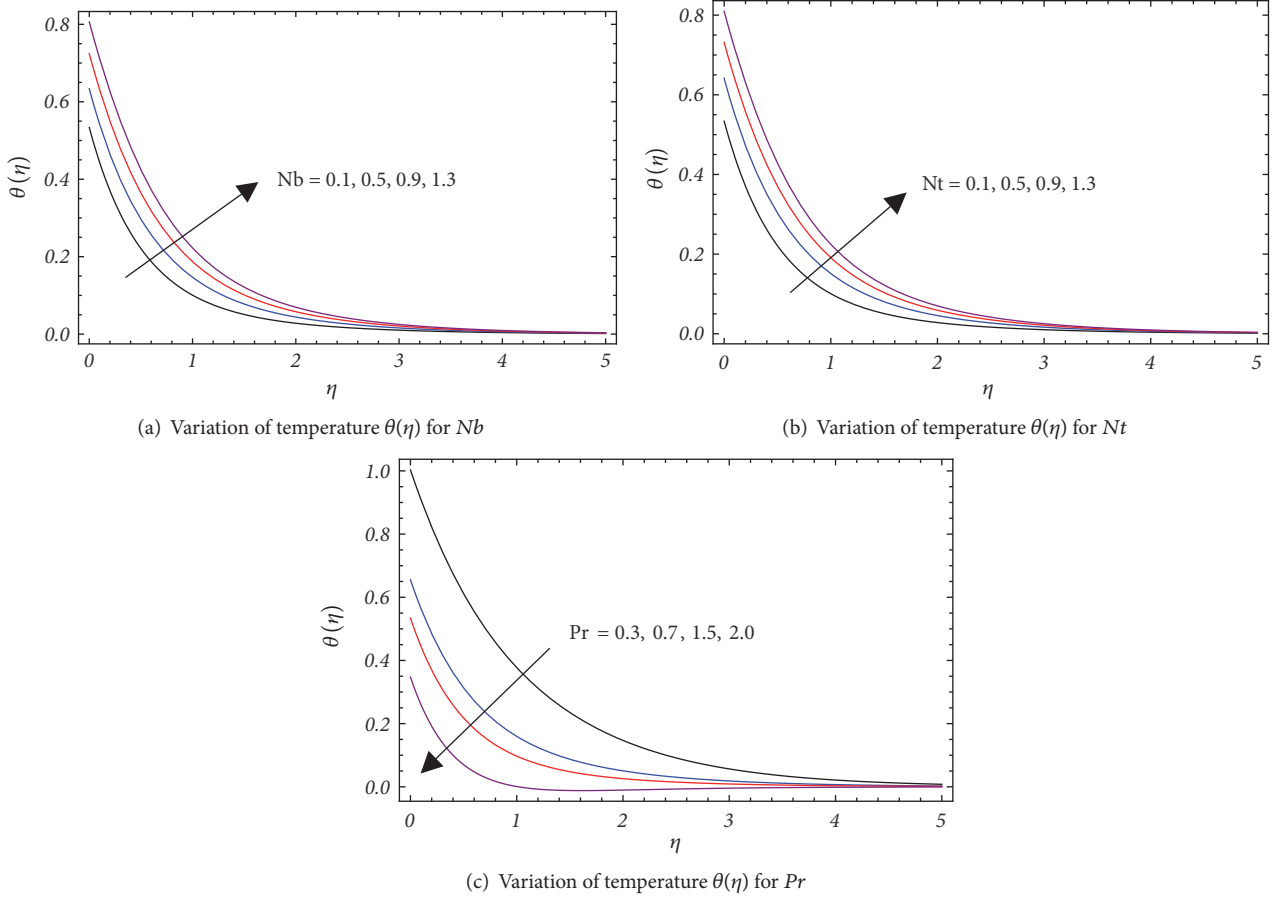 0.8
0.6
0.4
0.2
0.0
θ(η)
Nb = 0.1, 0.5, 0.9, 1.3
0 1 2 3 4 5
η
(a) Variation of temperature θ(η) for Nb
0.8
0.6
0.4
0.2
0.0
θ(η)
Nt = 0.1, 0.5, 0.9, 1.3
0 1 2 3 4 5
η
(b) Variation of temperature θ(η) for Nt
1.0
0.8
0.6
0.4
0.2
0.0
θ(η)
Pr = 0.3, 0.7, 1.5, 2.0
0 1 2 3 4 5
η
(c) Variation of temperature θ(η) for Pr